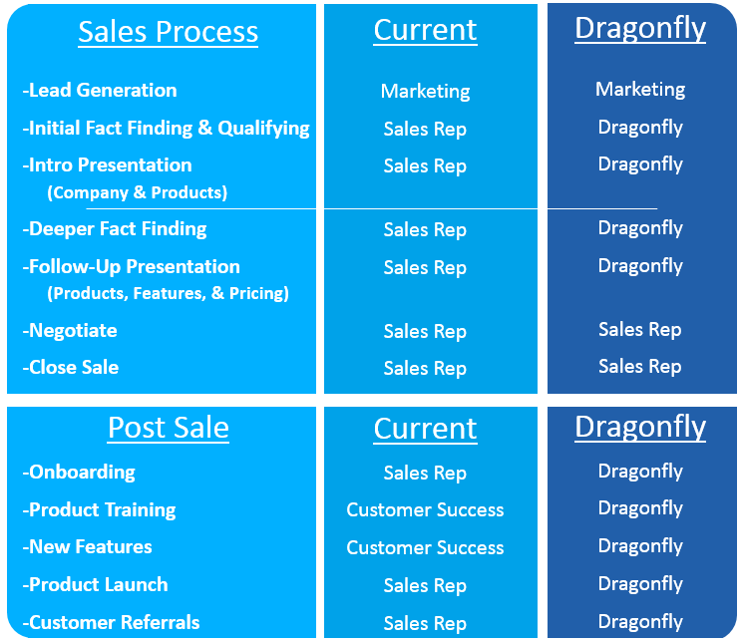 Sales Process Current Dragonfly
-Lead Generation Marketing Marketing
-Initial Fact Finding & Qualifying Sales Rep Dragonfly
-Intro Presentation Sales Rep Dragonfly
(Company & Products)
-Deeper Fact Finding Sales Rep Dragonfly
-Follow-Up Presentation Sales Rep Dragonfly
(Products, Features, & Pricing)
-Negotiate Sales Rep Sales Rep
-Close Sale Sales Rep Sales Rep
Post Sale Current Dragonfly
-Onboarding Sales Rep Dragonfly
-Product Training Customer Success Dragonfly
-New Features Customer Success Dragonfly
-Product Launch Sales Rep Dragonfly
-Customer Referrals Sales Rep Dragonfly